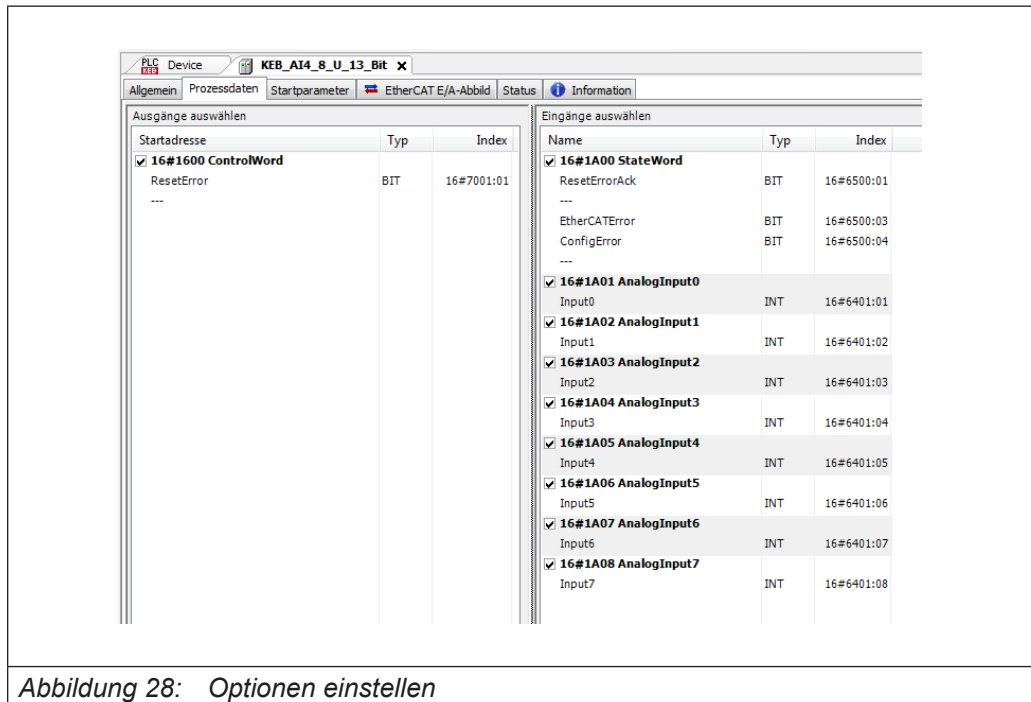 PLC KEB Device KEB_AI4_8_U_13_Bit x
Allgemein Prozessdaten Startparameter EtherCAT E/A-Abbild Status Information
Ausgänge auswählen
Startadresse Typ Index
16#1600 ControlWord
ResetError BIT 16#7001:01
---
Eingänge auswählen
Name Typ Index
16#1A00 StateWord
ResetErrorAck BIT 16#6500:01
---
EtherCATError BIT 16#6500:03
ConfigError BIT 16#6500:04
---
16#1A01 AnalogInput0
Input0 INT 16#6401:01
16#1A02 AnalogInput1
Input1 INT 16#6401:02
16#1A03 AnalogInput2
Input2 INT 16#6401:03
16#1A04 AnalogInput3
Input3 INT 16#6401:04
16#1A05 AnalogInput4
Input4 INT 16#6401:05
16#1A06 AnalogInput5
Input5 INT 16#6401:06
16#1A07 AnalogInput6
Input6 INT 16#6401:07
16#1A08 AnalogInput7
Input7 INT 16#6401:08
Abbildung 28: Optionen einstellen